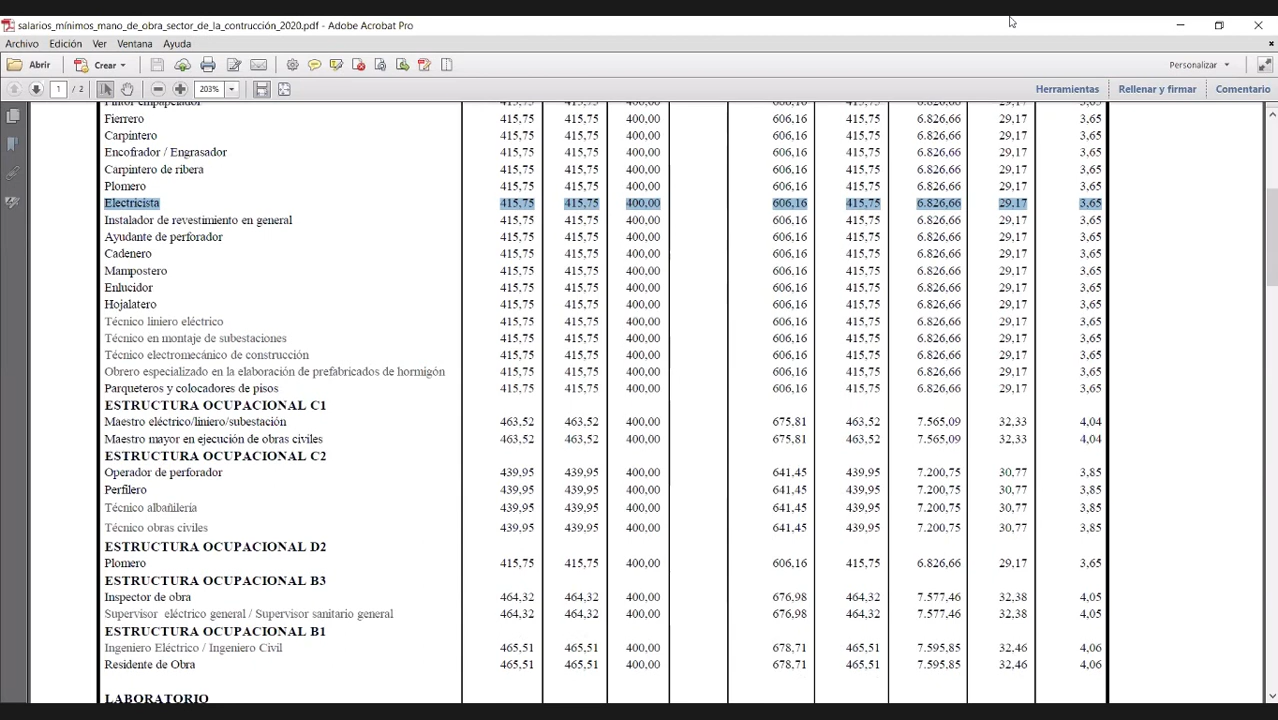 salarios_mínimos_mano_de_obra_sector_de_la_contrucción_2020.pdf - Adobe Acrobat Pro
Archivo Edición Ver Ventana Ayuda
Abrir Crear Personalizar
1 / 2 203% Herramientas Rellenar y firmar Comentario
Pintor empapelador 415,75 415,75 400,00 606,16 415,75 6.826,66 29,17 3,65
Fierrero 415,75 415,75 400,00 606,16 415,75 6.826,66 29,17 3,65
Carpintero 415,75 415,75 400,00 606,16 415,75 6.826,66 29,17 3,65
Encofrador / Engrasador 415,75 415,75 400,00 606,16 415,75 6.826,66 29,17 3,65
Carpintero de ribera 415,75 415,75 400,00 606,16 415,75 6.826,66 29,17 3,65
Plomero 415,75 415,75 400,00 606,16 415,75 6.826,66 29,17 3,65
Electricista 415,75 415,75 400,00 606,16 415,75 6.826,66 29,17 3,65
Instalador de revestimiento en general 415,75 415,75 400,00 606,16 415,75 6.826,66 29,17 3,65
Ayudante de perforador 415,75 415,75 400,00 606,16 415,75 6.826,66 29,17 3,65
Cadenero 415,75 415,75 400,00 606,16 415,75 6.826,66 29,17 3,65
Mampostero 415,75 415,75 400,00 606,16 415,75 6.826,66 29,17 3,65
Enlucidor 415,75 415,75 400,00 606,16 415,75 6.826,66 29,17 3,65
Hojalatero 415,75 415,75 400,00 606,16 415,75 6.826,66 29,17 3,65
Técnico liniero eléctrico 415,75 415,75 400,00 606,16 415,75 6.826,66 29,17 3,65
Técnico en montaje de subestaciones 415,75 415,75 400,00 606,16 415,75 6.826,66 29,17 3,65
Técnico electromecánico de construcción 415,75 415,75 400,00 606,16 415,75 6.826,66 29,17 3,65
Obrero especializado en la elaboración de prefabricados de hormigón 415,75 415,75 400,00 606,16 415,75 6.826,66 29,17 3,65
Parqueteros y colocadores de pisos 415,75 415,75 400,00 606,16 415,75 6.826,66 29,17 3,65
ESTRUCTURA OCUPACIONAL C1
Maestro eléctrico/liniero/subestación 463,52 463,52 400,00 675,81 463,52 7.565,09 32,33 4,04
Maestro mayor en ejecución de obras civiles 463,52 463,52 400,00 675,81 463,52 7.565,09 32,33 4,04
ESTRUCTURA OCUPACIONAL C2
Operador de perforador 439,95 439,95 400,00 641,45 439,95 7.200,75 30,77 3,85
Perfilero 439,95 439,95 400,00 641,45 439,95 7.200,75 30,77 3,85
Técnico albañilería 439,95 439,95 400,00 641,45 439,95 7.200,75 30,77 3,85
Técnico obras civiles 439,95 439,95 400,00 641,45 439,95 7.200,75 30,77 3,85
ESTRUCTURA OCUPACIONAL D2
Plomero 415,75 415,75 400,00 606,16 415,75 6.826,66 29,17 3,65
ESTRUCTURA OCUPACIONAL B3
Inspector de obra 464,32 464,32 400,00 676,98 464,32 7.577,46 32,38 4,05
Supervisor eléctrico general / Supervisor sanitario general 464,32 464,32 400,00 676,98 464,32 7.577,46 32,38 4,05
ESTRUCTURA OCUPACIONAL B1
Ingeniero Eléctrico / Ingeniero Civil 465,51 465,51 400,00 678,71 465,51 7.595,85 32,46 4,06
Residente de Obra 465,51 465,51 400,00 678,71 465,51 7.595,85 32,46 4,06
LABORATORIO